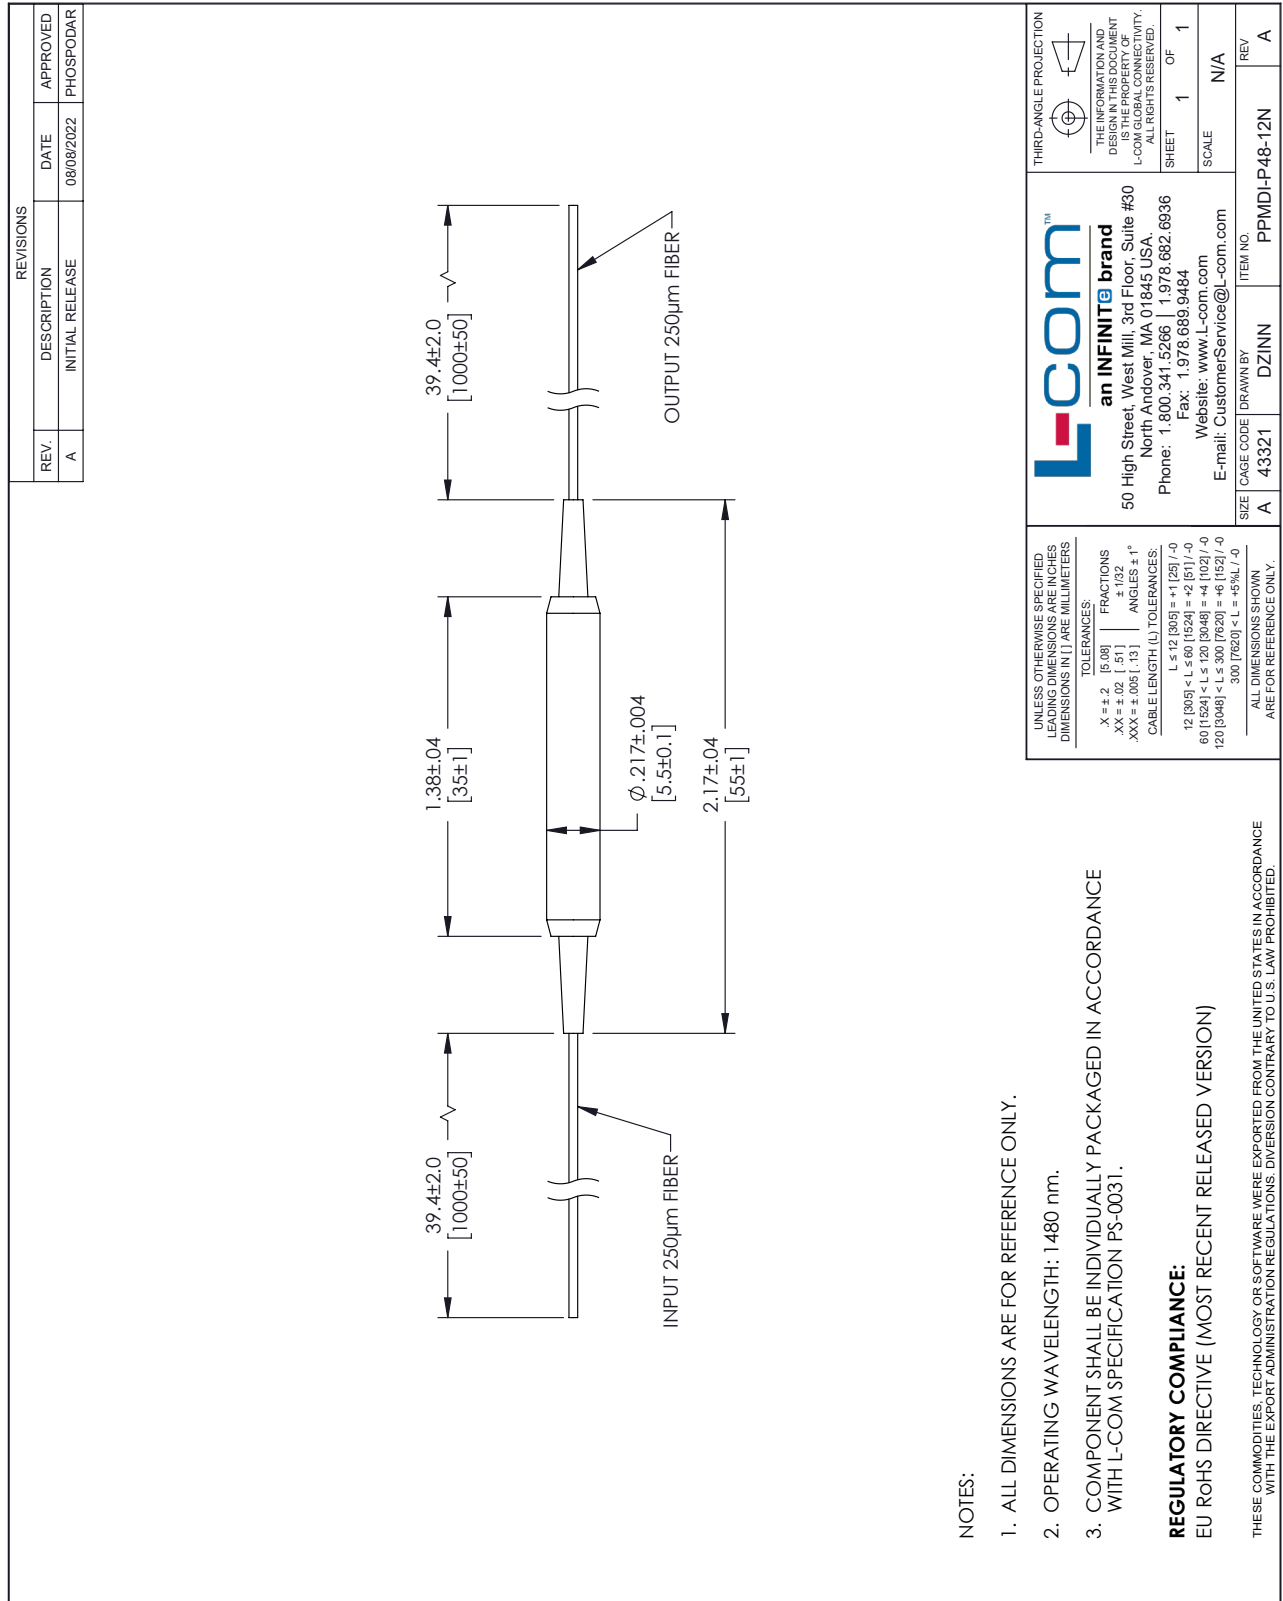 REVISIONS
REV. DESCRIPTION DATE APPROVED
A INITIAL RELEASE 08/08/2022 PHOSPODAR
39.4±2.0
[1000±50]
1.38±.04
[35±1]
39.4±2.0
[1000±50]
INPUT 250µm FIBER
Ø.217±.004
[5.5±0.1]
2.17±.04
[55±1]
OUTPUT 250µm FIBER
NOTES:
1. ALL DIMENSIONS ARE FOR REFERENCE ONLY.
2. OPERATING WAVELENGTH: 1480 nm.
3. COMPONENT SHALL BE INDIVIDUALLY PACKAGED IN ACCORDANCE
WITH L-COM SPECIFICATION PS-0031.
REGULATORY COMPLIANCE:
EU RoHS DIRECTIVE (MOST RECENT RELEASED VERSION)
THESE COMMODITIES, TECHNOLOGY OR SOFTWARE WERE EXPORTED FROM THE UNITED STATES IN ACCORDANCE
WITH THE EXPORT ADMINISTRATION REGULATIONS. DIVERSION CONTRARY TO U.S. LAW PROHIBITED.
UNLESS OTHERWISE SPECIFIED
LEADING DIMENSIONS ARE INCHES
DIMENSIONS IN [ ] ARE MILLIMETERS
TOLERANCES:
.X = ± .2 [5.08] FRACTIONS
.XX = ± .02 [ .51] ± 1/32
.XXX = ± .005 [ .13 ] ANGLES ± 1°
CABLE LENGTH (L) TOLERANCES:
L ≤ 12 [305] = +1 [25] / -0
12 [305] < L ≤ 60 [1524] = +2 [51] / -0
60 [1524] < L ≤ 120 [3048] = +4 [102] / -0
120 [3048] < L ≤ 300 [7620] = +6 [152] / -0
300 [7620] < L = +5%L / -0
ALL DIMENSIONS SHOWN
ARE FOR REFERENCE ONLY.
L-com™
an INFINITe brand
50 High Street, West Mill, 3rd Floor, Suite #30
North Andover, MA 01845 USA.
Phone: 1.800.341.5266 | 1.978.682.6936
Fax: 1.978.689.9484
Website: www.L-com.com
E-mail: CustomerService@L-com.com
THIRD-ANGLE PROJECTION
THE INFORMATION AND
DESIGN IN THIS DOCUMENT
IS THE PROPERTY OF
L-COM GLOBAL CONNECTIVITY.
ALL RIGHTS RESERVED.
SHEET 1 OF 1
SCALE N/A
SIZE CAGE CODE DRAWN BY ITEM NO. REV
A 43321 DZINN PPMDI-P48-12N A